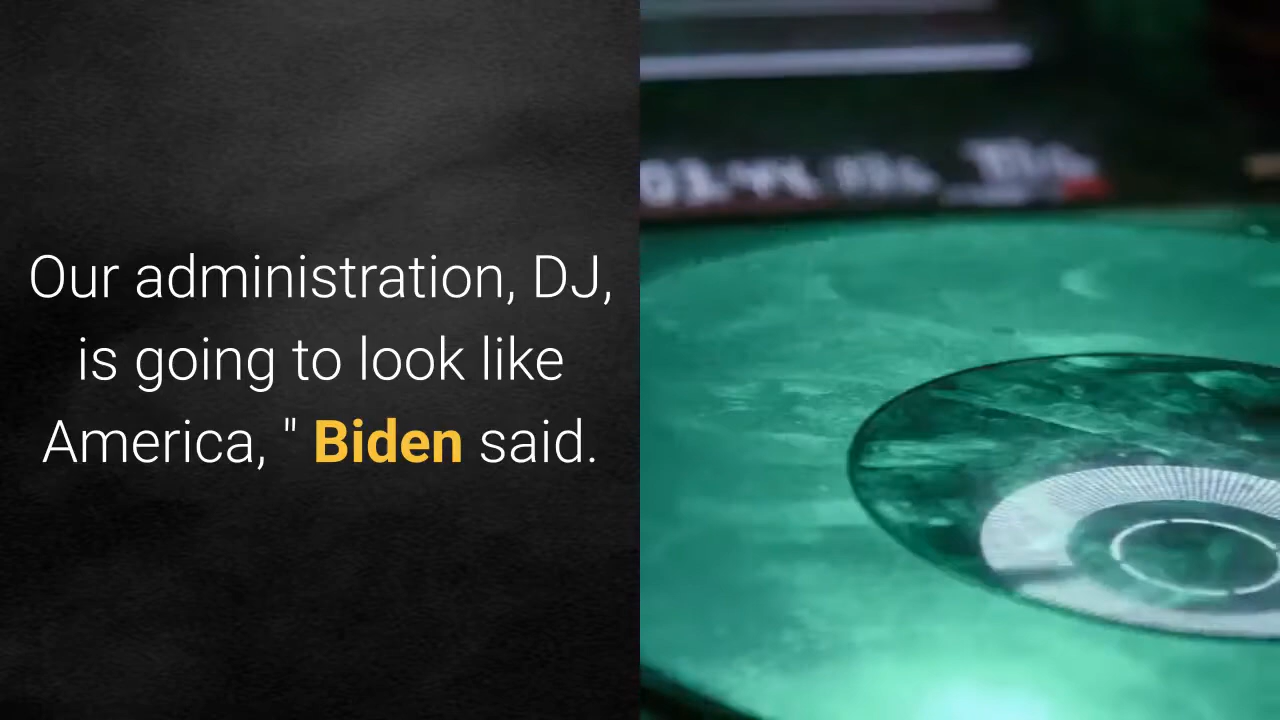 Our administration, DJ,
is going to look like
America, " Biden said.